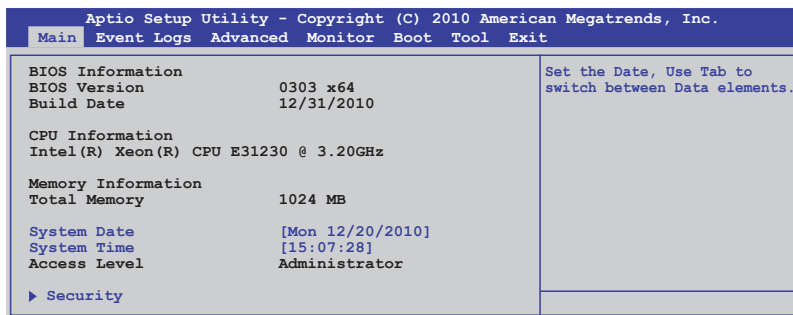 Aptio Setup Utility - Copyright (C) 2010 American Megatrends, Inc.
Main Event Logs Advanced Monitor Boot Tool Exit
BIOS Information
BIOS Version 0303 x64
Build Date 12/31/2010
CPU Information
Intel(R) Xeon(R) CPU E31230 @ 3.20GHz
Memory Information
Total Memory 1024 MB
System Date [Mon 12/20/2010]
System Time [15:07:28]
Access Level Administrator
Security
Set the Date, Use Tab to
switch between Data elements.